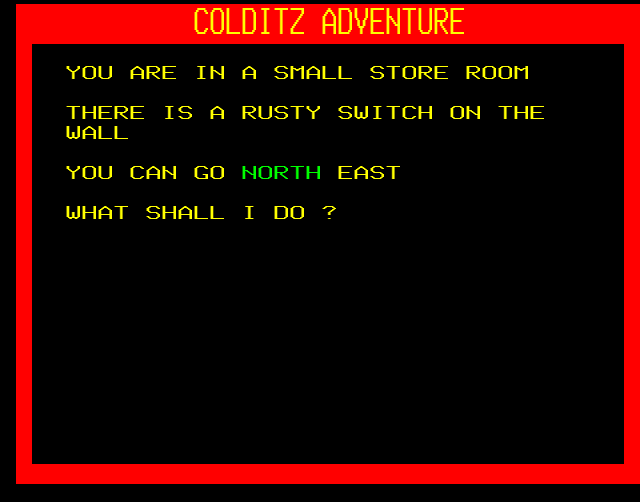 COLDITZ ADVENTURE
YOU ARE IN A SMALL STORE ROOM
THERE IS A RUSTY SWITCH ON THE
WALL
YOU CAN GO NORTH EAST
WHAT SHALL I DO ?